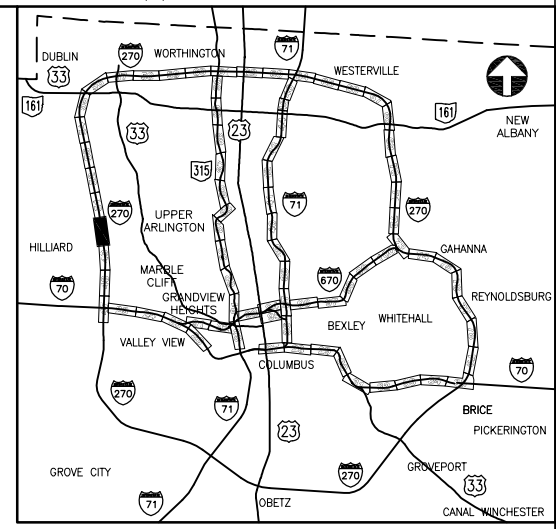 DUBLIN
33
270
WORTHINGTON
71
WESTERVILLE
161
33
23
161
NEW
ALBANY
315
270
UPPER
ARLINGTON
71
270
HILLIARD
GAHANNA
70
MARBLE
CLIFF
670
REYNOLDSBURG
GRANDVIEW
HEIGHTS
BEXLEY
WHITEHALL
VALLEY VIEW
COLUMBUS
70
270
71
BRICE
23
PICKERINGTON
GROVE CITY
270
GROVEPORT
33
71
OBETZ
CANAL WINCHESTER